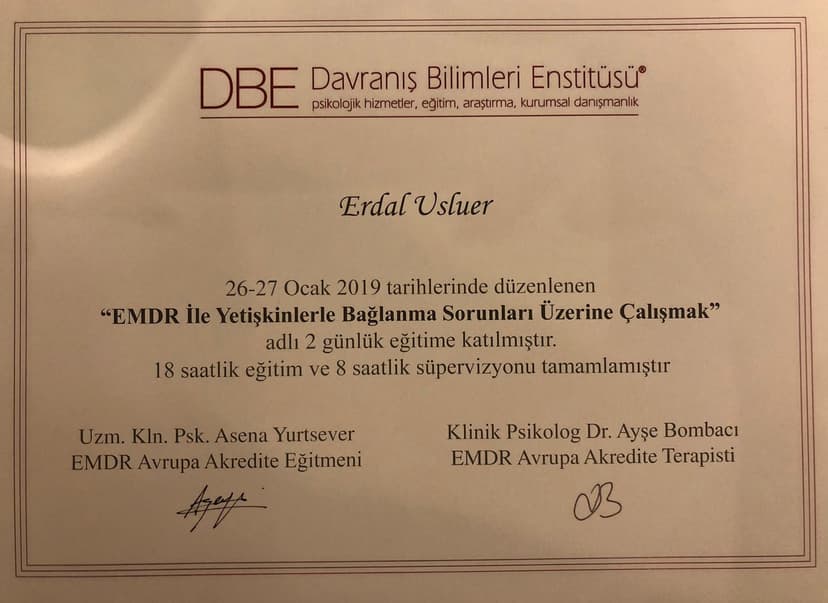 DBE Davranış Bilimleri Enstitüsü®
psikolojik hizmetler, eğitim, araştırma, kurumsal danışmanlık
Erdal Usluer
26-27 Ocak 2019 tarihlerinde düzenlenen
“EMDR İle Yetişkinlerle Bağlanma Sorunları Üzerine Çalışmak”
adlı 2 günlük eğitime katılmıştır.
18 saatlik eğitim ve 8 saatlik süpervizyonu tamamlamıştır
Uzm. Kln. Psk. Asena Yurtsever
EMDR Avrupa Akredite Eğitmeni
Klinik Psikolog Dr. Ayşe Bombacı
EMDR Avrupa Akredite Terapisti